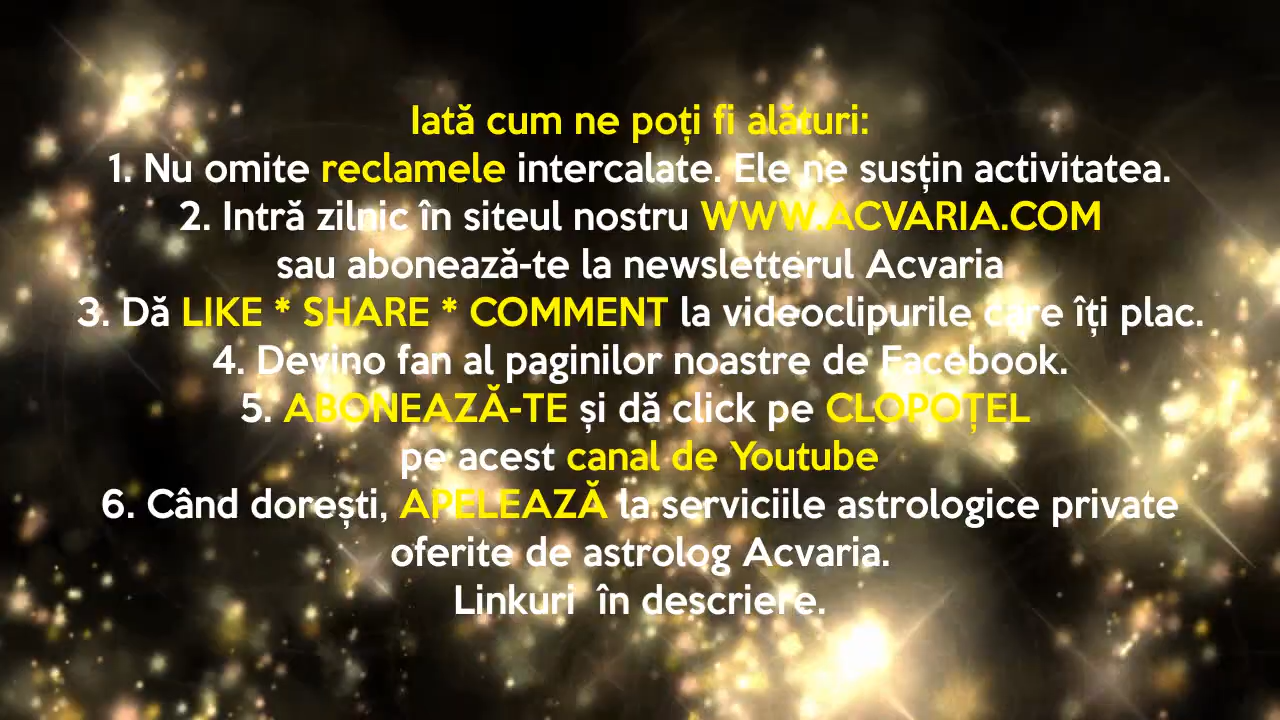 Iată cum ne poți fi alături:
1. Nu omite reclamele intercalate. Ele ne susțin activitatea.
2. Intră zilnic în siteul nostru WWW.ACVARIA.COM
sau abonează-te la newsletterul Acvaria
3. Dă LIKE * SHARE * COMMENT la videoclipurile care îți plac.
4. Devino fan al paginilor noastre de Facebook.
5. ABONEAZĂ-TE și dă click pe CLOPOȚEL
pe acest canal de Youtube
6. Când dorești, APELEAZĂ la serviciile astrologice private
oferite de astrolog Acvaria.
Linkuri  în descriere.